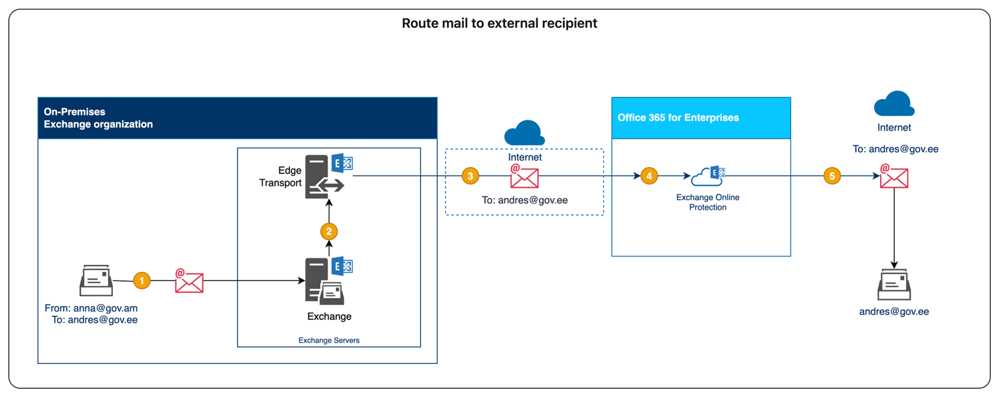 Route mail to external recipient
On-Premises
Exchange organization
Edge
Transport
E
2
E
Exchange
Exchange Servers
1
@
From: anna@gov.am
To: andres@gov.ee
Internet
3
@
To: andres@gov.ee
Office 365 for Enterprises
4
E
Exchange Online
Protection
5
Internet
To: andres@gov.ee
@
andres@gov.ee